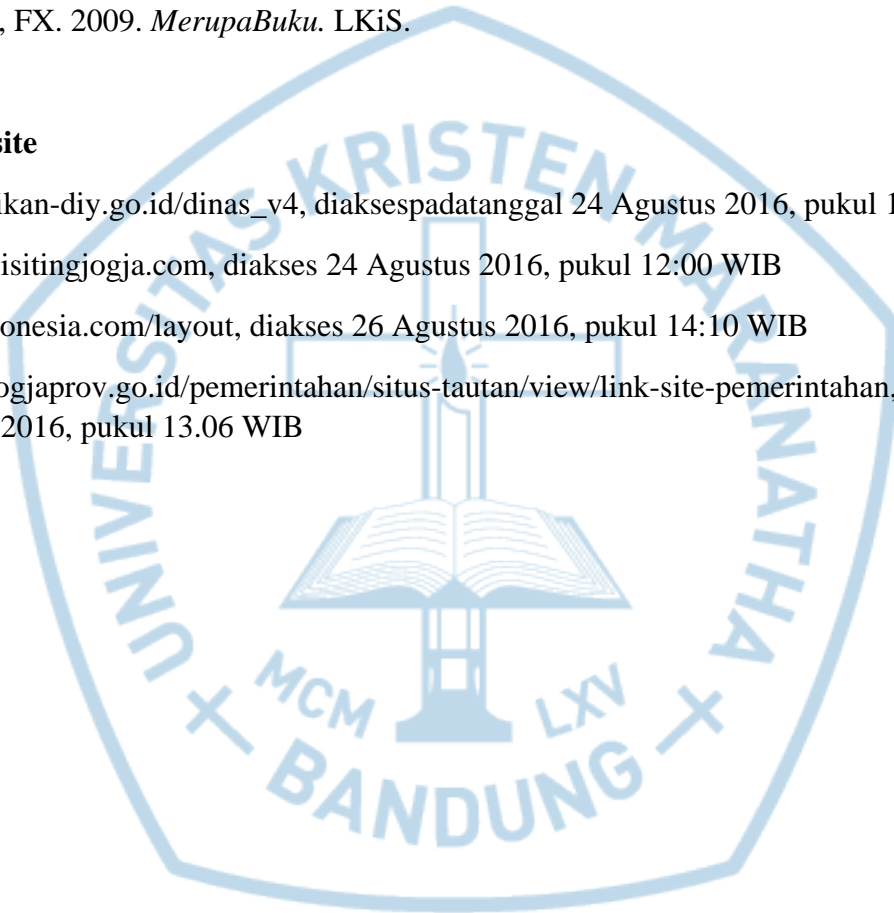 , FX. 2009. MerupaBuku. LKiS.
site
ikan-diy.go.id/dinas_v4, diaksespadatanggal 24 Agustus 2016, pukul 1
isitingjogja.com, diakses 24 Agustus 2016, pukul 12:00 WIB
onesia.com/layout, diakses 26 Agustus 2016, pukul 14:10 WIB
ogjaprov.go.id/pemerintahan/situs-tautan/view/link-site-pemerintahan,
2016, pukul 13.06 WIB
UNIVERSITAS KRISTEN MARANATHA
MCM LXV
BANDUNG